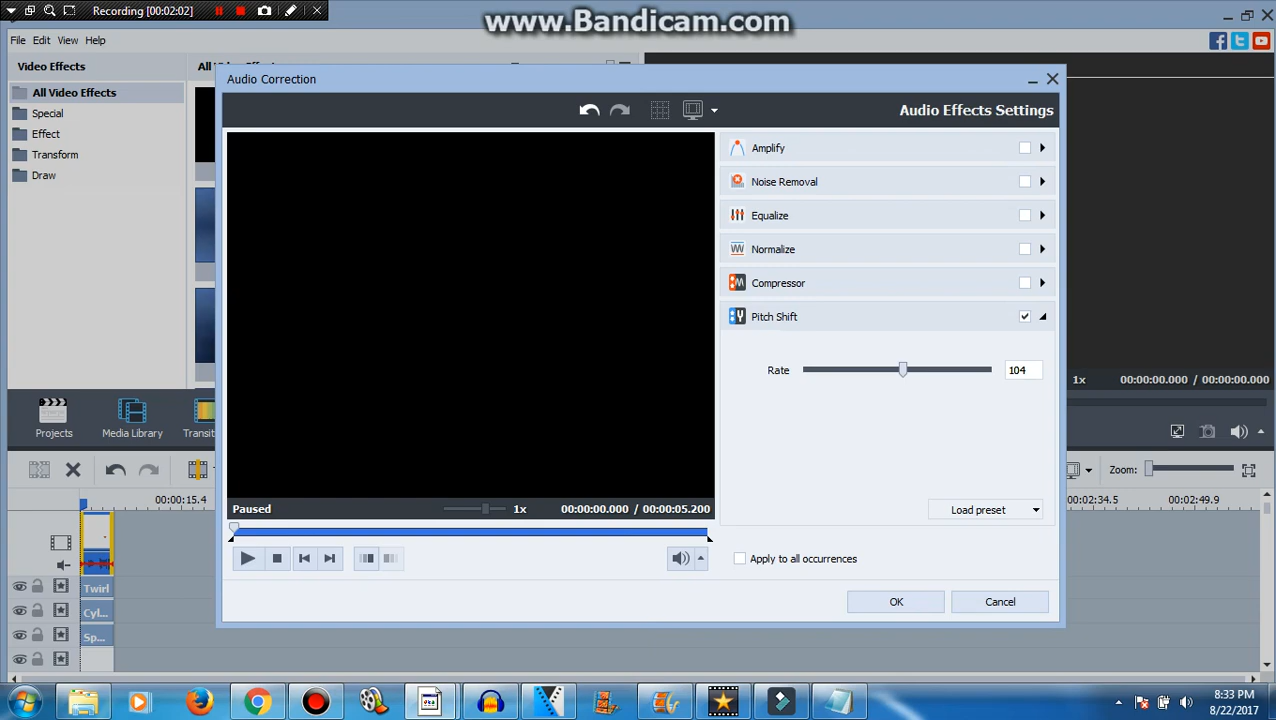 Recording [00:02:02]
www.Bandicam.com
File Edit View Help
Video Effects
All Video Effects
Special
Effect
Transform
Draw
Audio Correction
Audio Effects Settings
Amplify
Noise Removal
Equalize
Normalize
Compressor
Pitch Shift
Rate 104
Load preset
Paused 1x 00:00:00.000 / 00:00:05.200
Apply to all occurrences
OK Cancel
1x 00:00:00.000 / 00:00:00.000
Projects Media Library Transiti
Zoom:
00:00:15.4 00:02:34.5 00:02:49.9
Twirl
Cyl...
Sp...
8:33 PM
8/22/2017